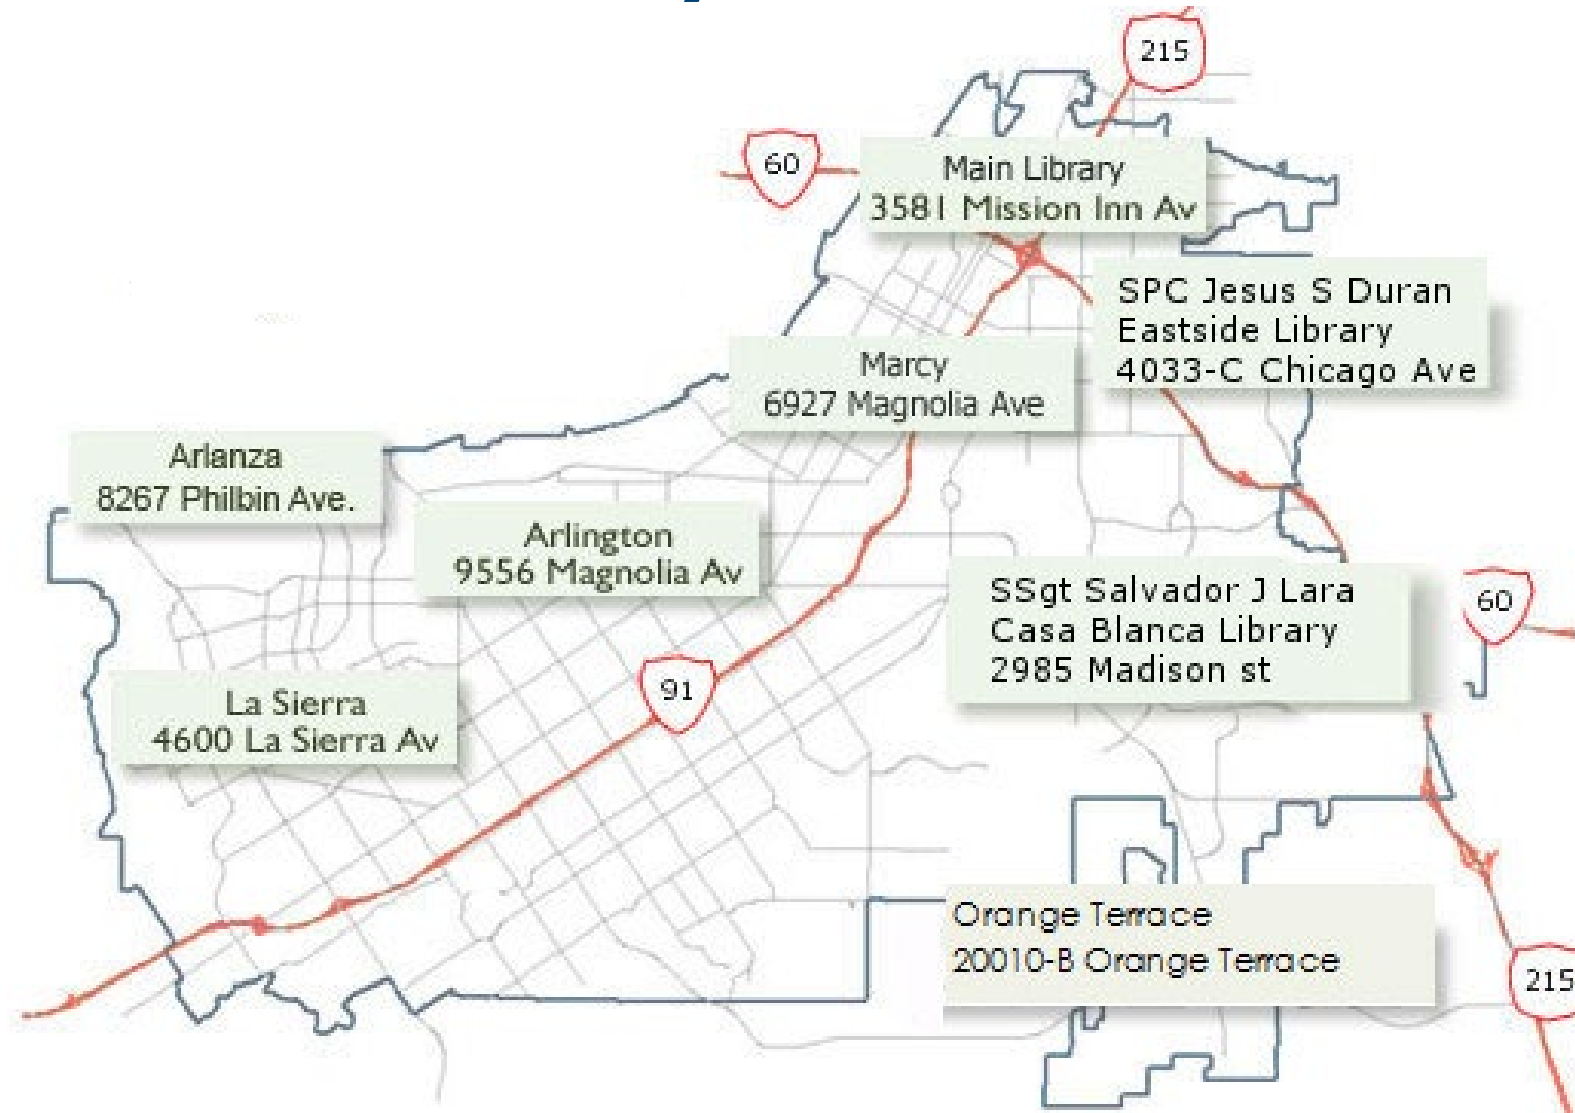 215
60
Main Library
3581 Mission Inn Av
SPC Jesus S Duran
Eastside Library
4033-C Chicago Ave
Marcy
6927 Magnolia Ave
Arlanza
8267 Philbin Ave.
Arlington
9556 Magnolia Av
SSgt Salvador J Lara
Casa Blanca Library
2985 Madison st
60
La Sierra
4600 La Sierra Av
91
Orange Terrace
20010-B Orange Terrace
215